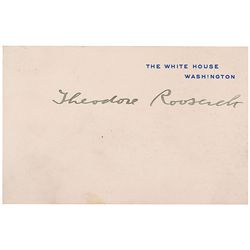 THE WHITE HOUSE
WASHINGTON
Theodore Roosevelt